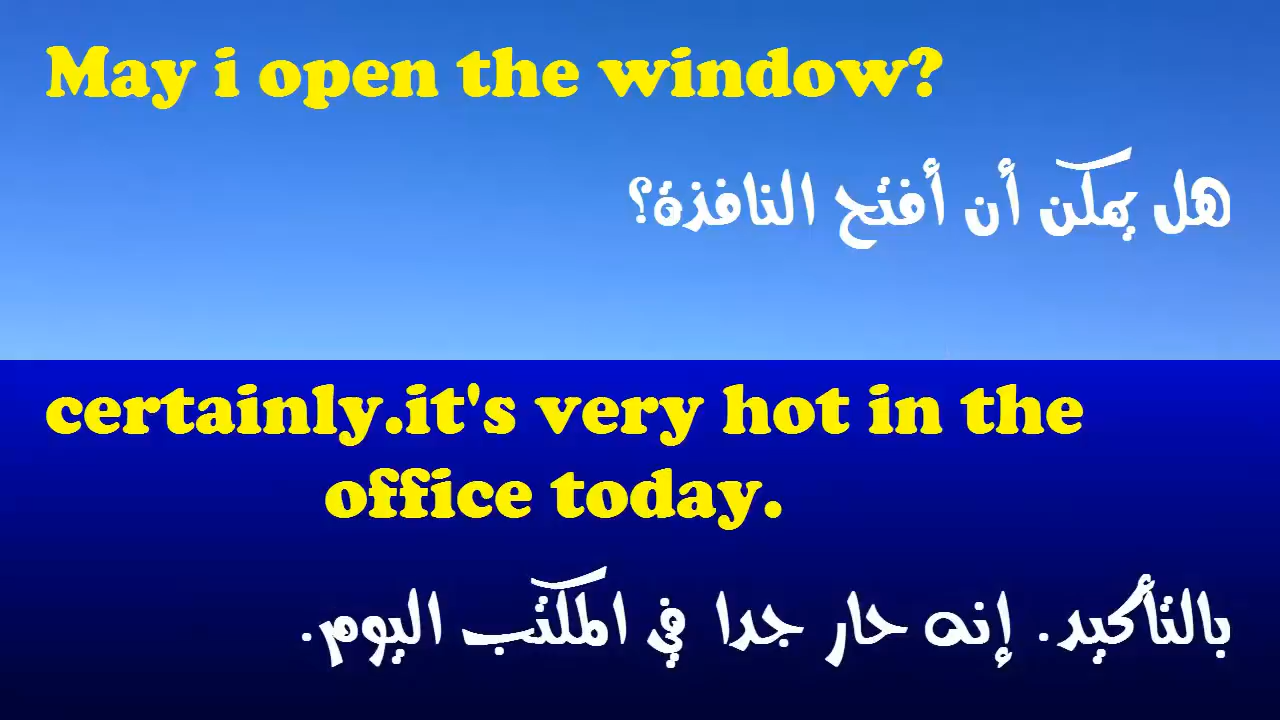 May i open the window?
هل يمكن أن أفتح النافزة؟
certainly.it's very hot in the
office today.
بالتأكيد. إنه حار جدا في المكتب اليوم.